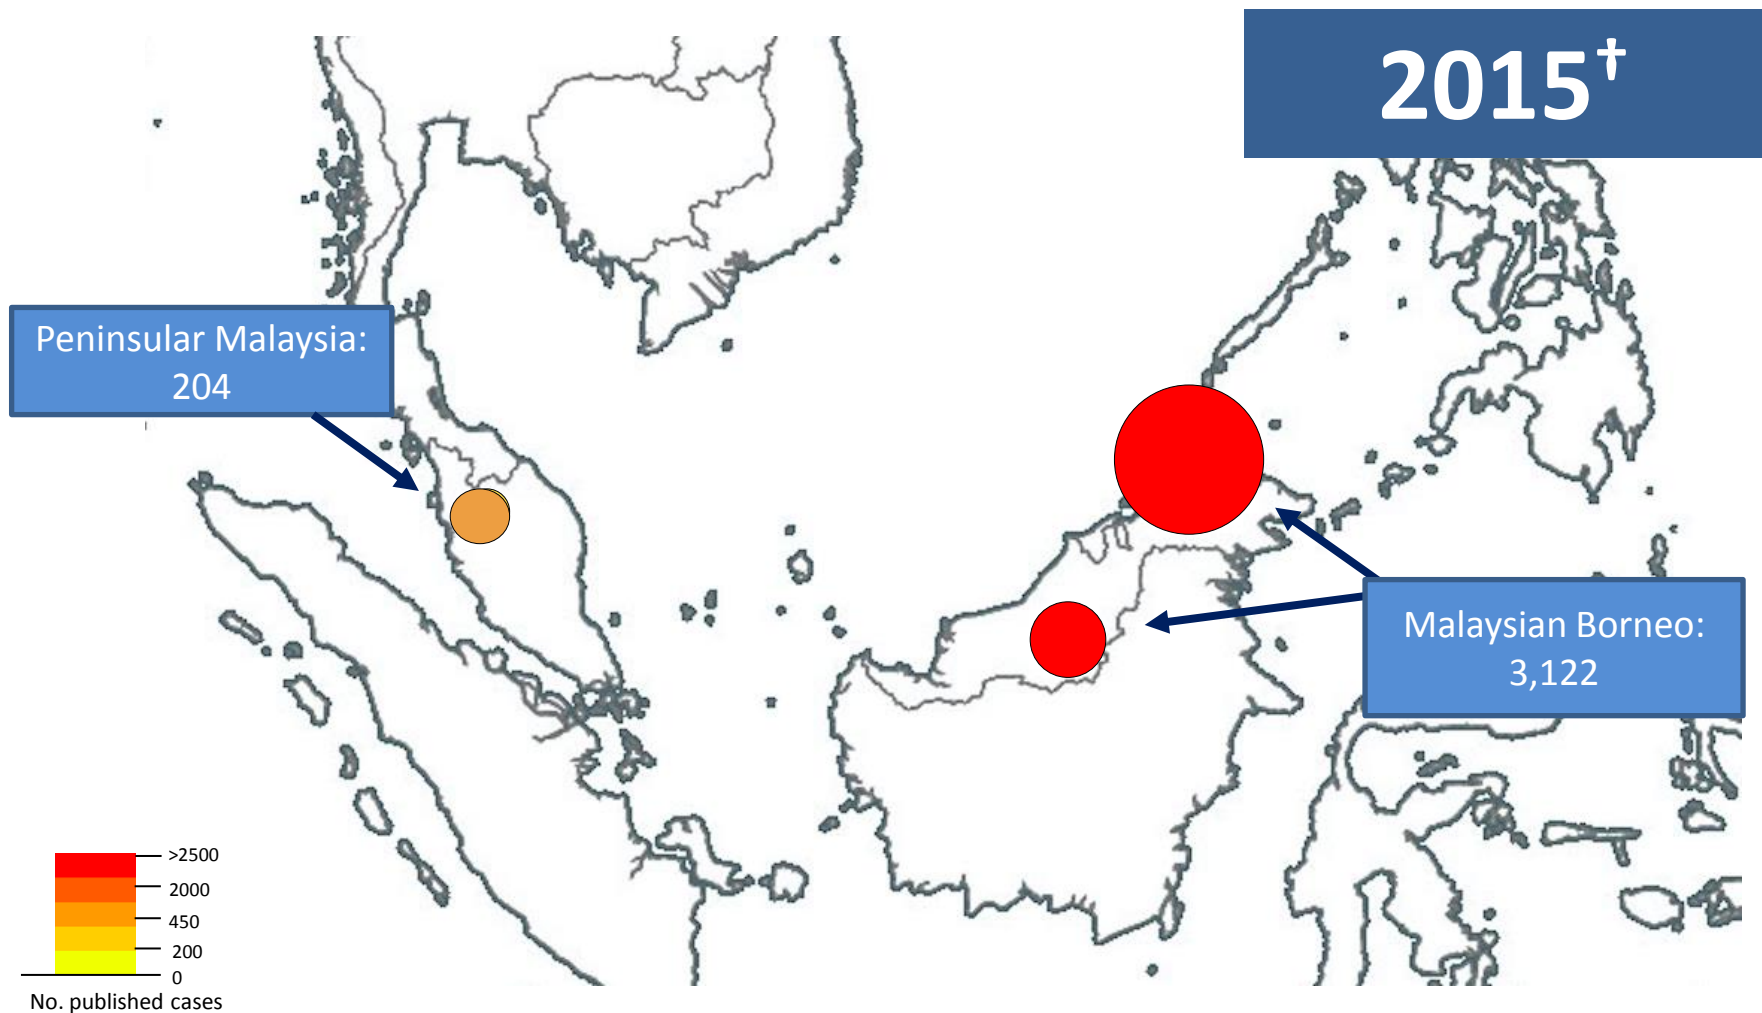 2015†
Peninsular Malaysia:
204
Malaysian Borneo:
3,122
>2500
2000
450
200
0
No. published cases